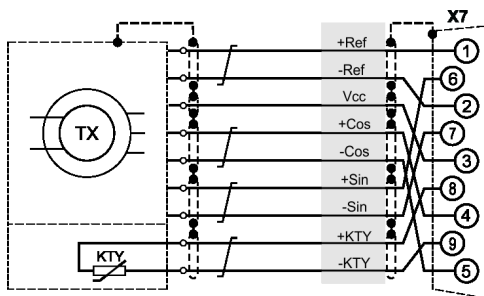 X7
+Ref
1
-Ref
6
Vcc
2
+Cos
7
TX
-Cos
3
+Sin
8
-Sin
4
+KTY
9
KTY
-KTY
5